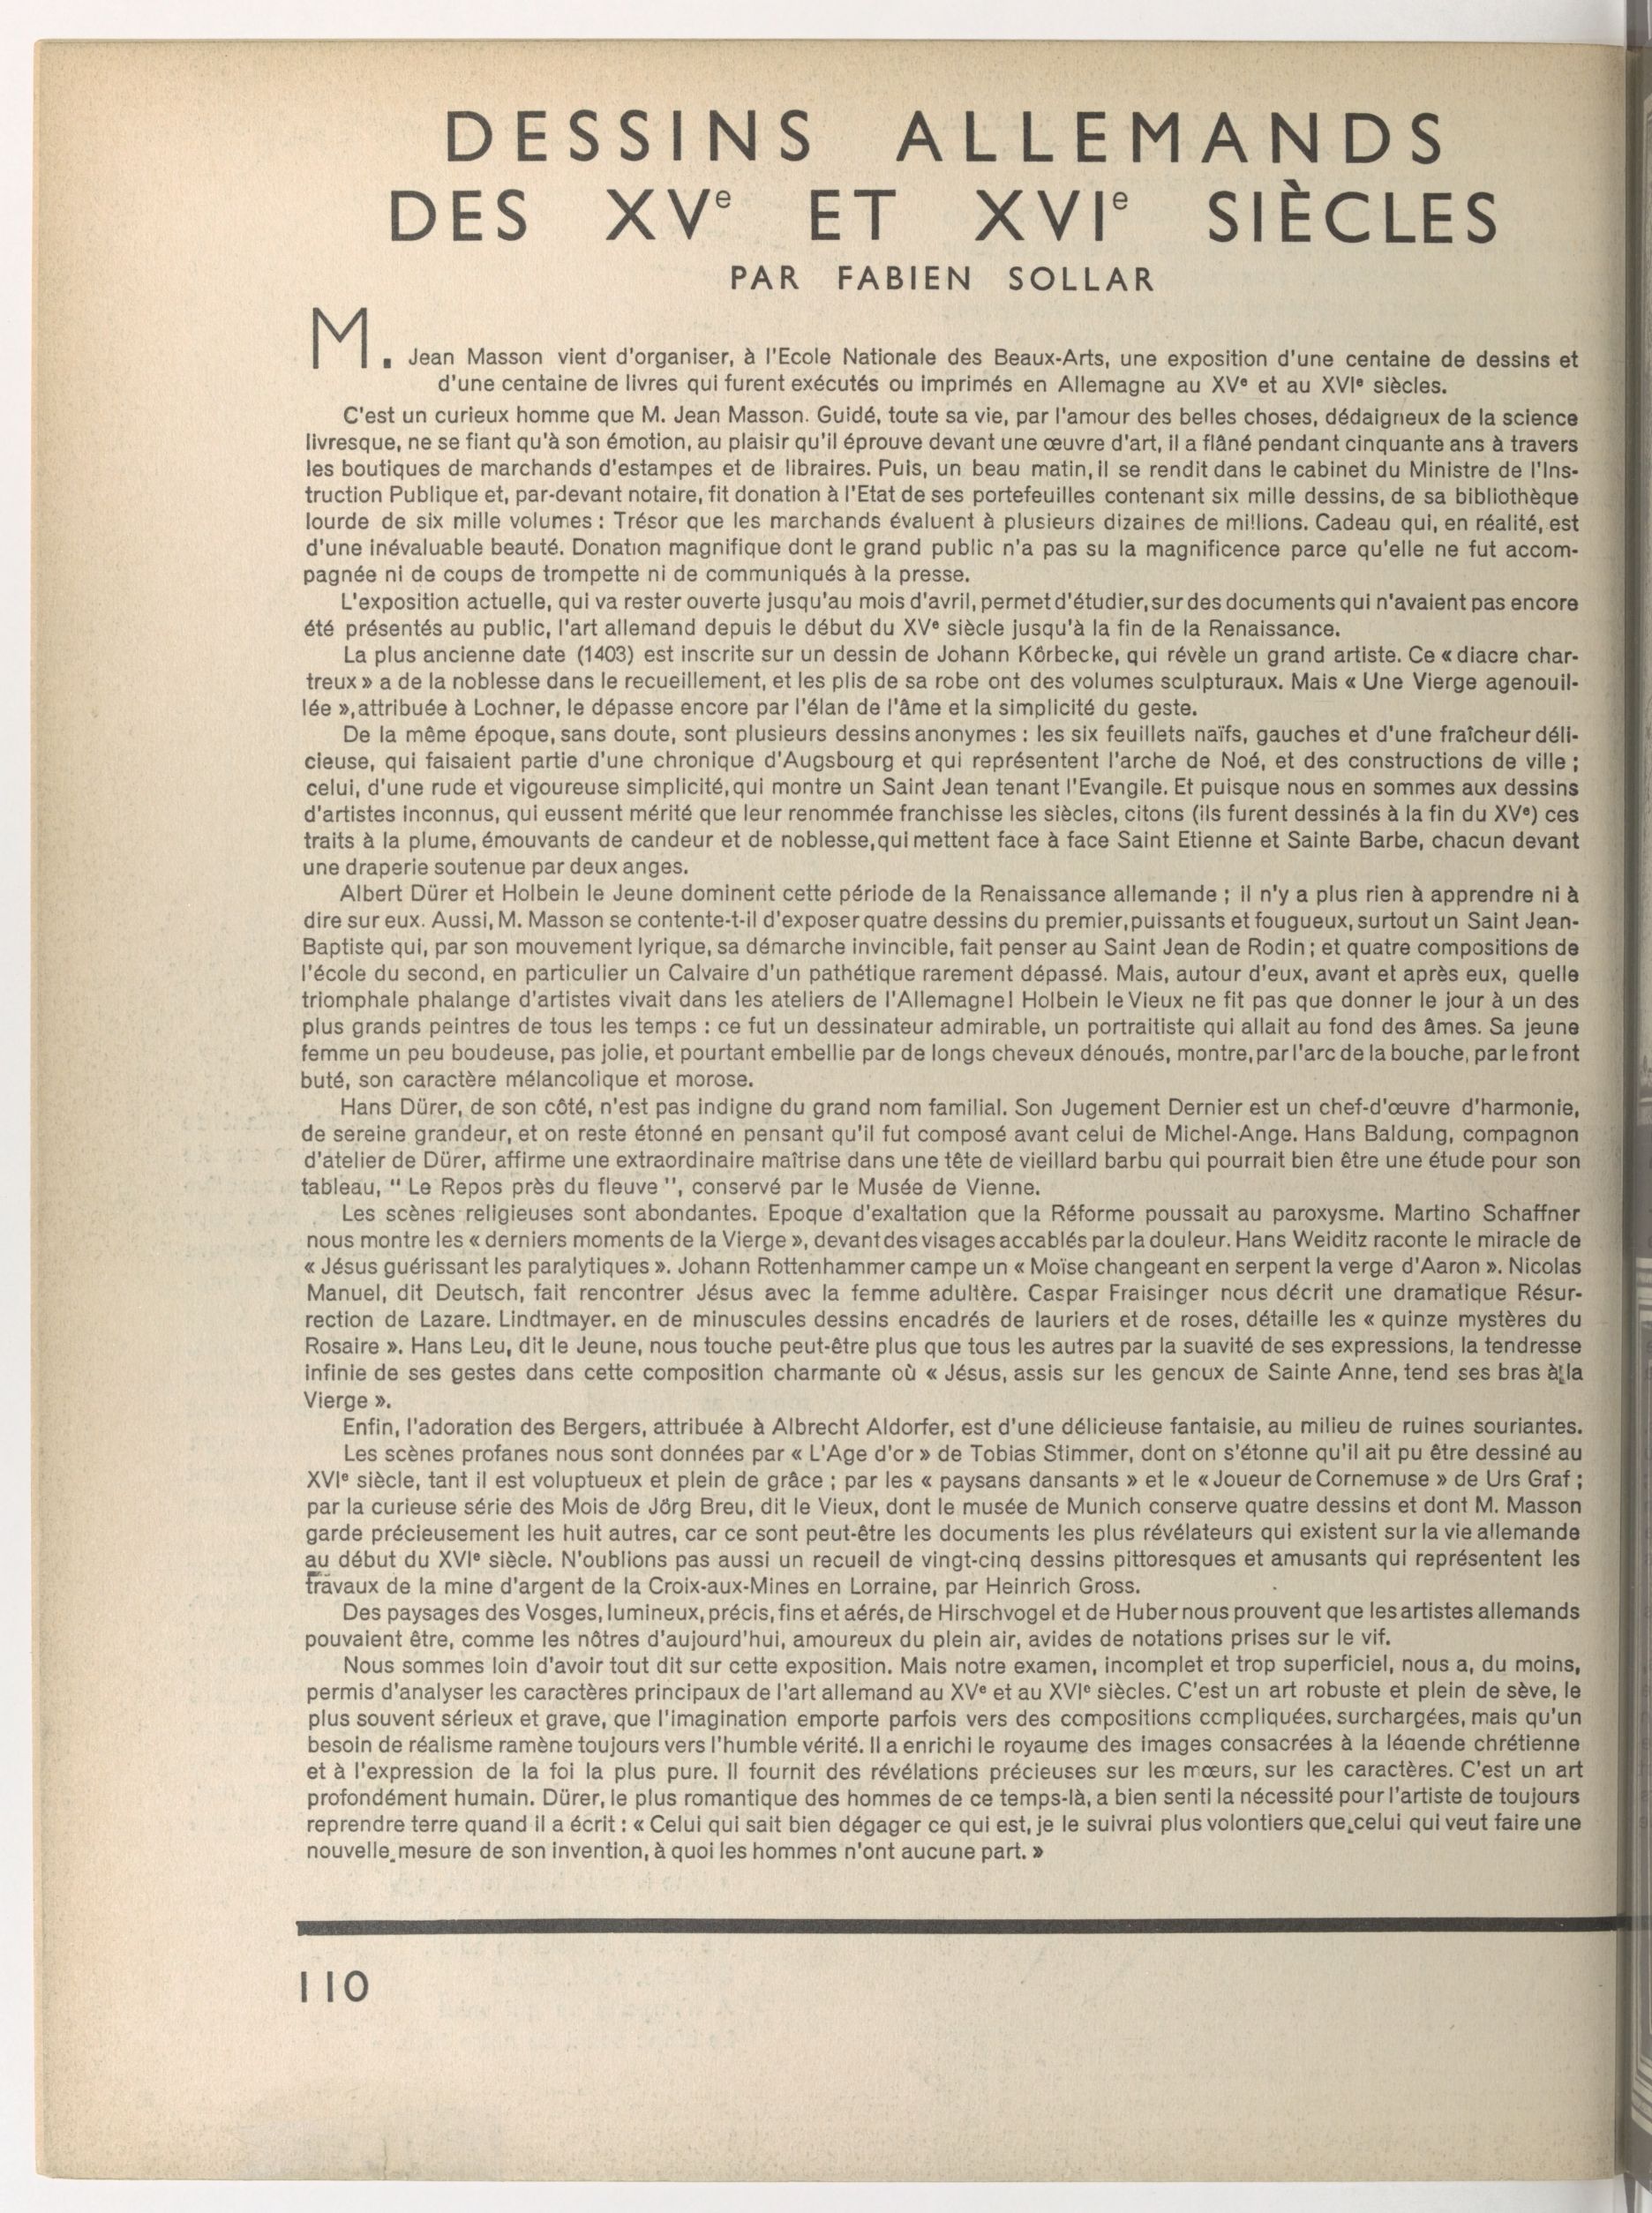 DESSINS ALLEMANDS
DES XVe ET XVIe SIÈCLES
PAR FABIEN SOLLAR
M. Jean Masson vient d'organiser, à l'Ecole Nationale des Beaux-Arts, une exposition d'une centaine de dessins et
d'une centaine de livres qui furent exécutés ou imprimés en Allemagne au XVe et au XVIe siècles.
C'est un curieux homme que M. Jean Masson. Guidé, toute sa vie, par l'amour des belles choses, dédaigneux de la science
livresque, ne se fiant qu'à son émotion, au plaisir qu'il éprouve devant une œuvre d'art, il a flâné pendant cinquante ans à travers
les boutiques de marchands d'estampes et de libraires. Puis, un beau matin, il se rendit dans le cabinet du Ministre de l'Ins-
truction Publique et, par-devant notaire, fit donation à l'Etat de ses portefeuilles contenant six mille dessins, de sa bibliothèque
lourde de six mille volumes : Trésor que les marchands évaluent à plusieurs dizaines de millions. Cadeau qui, en réalité, est
d'une inévaluable beauté. Donation magnifique dont le grand public n'a pas su la magnificence parce qu'elle ne fut accom-
pagnée ni de coups de trompette ni de communiqués à la presse.
L'exposition actuelle, qui va rester ouverte jusqu'au mois d'avril, permet d'étudier, sur des documents qui n'avaient pas encore
été présentés au public, l'art allemand depuis le début du XVe siècle jusqu'à la fin de la Renaissance.
La plus ancienne date (1403) est inscrite sur un dessin de Johann Körbecke, qui révèle un grand artiste. Ce « diacre char-
treux » a de la noblesse dans le recueillement, et les plis de sa robe ont des volumes sculpturaux. Mais « Une Vierge agenouil-
lée », attribuée à Lochner, le dépasse encore par l'élan de l'âme et la simplicité du geste.
De la même époque, sans doute, sont plusieurs dessins anonymes : les six feuillets naïfs, gauches et d'une fraîcheur déli-
cieuse, qui faisaient partie d'une chronique d'Augsbourg et qui représentent l'arche de Noé, et des constructions de ville ;
celui, d'une rude et vigoureuse simplicité, qui montre un Saint Jean tenant l'Evangile. Et puisque nous en sommes aux dessins
d'artistes inconnus, qui eussent mérité que leur renommée franchisse les siècles, citons (ils furent dessinés à la fin du XVe) ces
traits à la plume, émouvants de candeur et de noblesse, qui mettent face à face Saint Etienne et Sainte Barbe, chacun devant
une draperie soutenue par deux anges.
Albert Dürer et Holbein le Jeune dominent cette période de la Renaissance allemande ; il n'y a plus rien à apprendre ni à
dire sur eux. Aussi, M. Masson se contente-t-il d'exposer quatre dessins du premier, puissants et fougueux, surtout un Saint Jean-
Baptiste qui, par son mouvement lyrique, sa démarche invincible, fait penser au Saint Jean de Rodin ; et quatre compositions de
l'école du second, en particulier un Calvaire d'un pathétique rarement dépassé. Mais, autour d'eux, avant et après eux, quelle
triomphale phalange d'artistes vivait dans les ateliers de l'Allemagne! Holbein le Vieux ne fit pas que donner le jour à un des
plus grands peintres de tous les temps : ce fut un dessinateur admirable, un portraitiste qui allait au fond des âmes. Sa jeune
femme un peu boudeuse, pas jolie, et pourtant embellie par de longs cheveux dénoués, montre, par l'arc de la bouche, par le front
buté, son caractère mélancolique et morose.
Hans Dürer, de son côté, n'est pas indigne du grand nom familial. Son Jugement Dernier est un chef-d'œuvre d'harmonie,
de sereine grandeur, et on reste étonné en pensant qu'il fut composé avant celui de Michel-Ange. Hans Baldung, compagnon
d'atelier de Dürer, affirme une extraordinaire maîtrise dans une tête de vieillard barbu qui pourrait bien être une étude pour son
tableau, " Le Repos près du fleuve ", conservé par le Musée de Vienne.
Les scènes religieuses sont abondantes. Epoque d'exaltation que la Réforme poussait au paroxysme. Martino Schaffner
nous montre les « derniers moments de la Vierge », devant des visages accablés par la douleur. Hans Weiditz raconte le miracle de
« Jésus guérissant les paralytiques ». Johann Rottenhammer campe un « Moïse changeant en serpent la verge d'Aaron ». Nicolas
Manuel, dit Deutsch, fait rencontrer Jésus avec la femme adultère. Caspar Fraisinger nous décrit une dramatique Résur-
rection de Lazare. Lindtmayer. en de minuscules dessins encadrés de lauriers et de roses, détaille les « quinze mystères du
Rosaire ». Hans Leu, dit le Jeune, nous touche peut-être plus que tous les autres par la suavité de ses expressions, la tendresse
infinie de ses gestes dans cette composition charmante où « Jésus, assis sur les genoux de Sainte Anne, tend ses bras à la
Vierge ».
Enfin, l'adoration des Bergers, attribuée à Albrecht Aldorfer, est d'une délicieuse fantaisie, au milieu de ruines souriantes.
Les scènes profanes nous sont données par « L'Age d'or » de Tobias Stimmer, dont on s'étonne qu'il ait pu être dessiné au
XVIe siècle, tant il est voluptueux et plein de grâce ; par les « paysans dansants » et le « Joueur de Cornemuse » de Urs Graf ;
par la curieuse série des Mois de Jörg Breu, dit le Vieux, dont le musée de Munich conserve quatre dessins et dont M. Masson
garde précieusement les huit autres, car ce sont peut-être les documents les plus révélateurs qui existent sur la vie allemande
au début du XVIe siècle. N'oublions pas aussi un recueil de vingt-cinq dessins pittoresques et amusants qui représentent les
travaux de la mine d'argent de la Croix-aux-Mines en Lorraine, par Heinrich Gross.
Des paysages des Vosges, lumineux, précis, fins et aérés, de Hirschvogel et de Huber nous prouvent que les artistes allemands
pouvaient être, comme les nôtres d'aujourd'hui, amoureux du plein air, avides de notations prises sur le vif.
Nous sommes loin d'avoir tout dit sur cette exposition. Mais notre examen, incomplet et trop superficiel, nous a, du moins,
permis d'analyser les caractères principaux de l'art allemand au XVe et au XVIe siècles. C'est un art robuste et plein de sève, le
plus souvent sérieux et grave, que l'imagination emporte parfois vers des compositions compliquées, surchargées, mais qu'un
besoin de réalisme ramène toujours vers l'humble vérité. Il a enrichi le royaume des images consacrées à la légende chrétienne
et à l'expression de la foi la plus pure. Il fournit des révélations précieuses sur les mœurs, sur les caractères. C'est un art
profondément humain. Dürer, le plus romantique des hommes de ce temps-là, a bien senti la nécessité pour l'artiste de toujours
reprendre terre quand il a écrit : « Celui qui sait bien dégager ce qui est, je le suivrai plus volontiers que celui qui veut faire une
nouvelle mesure de son invention, à quoi les hommes n'ont aucune part. »
110